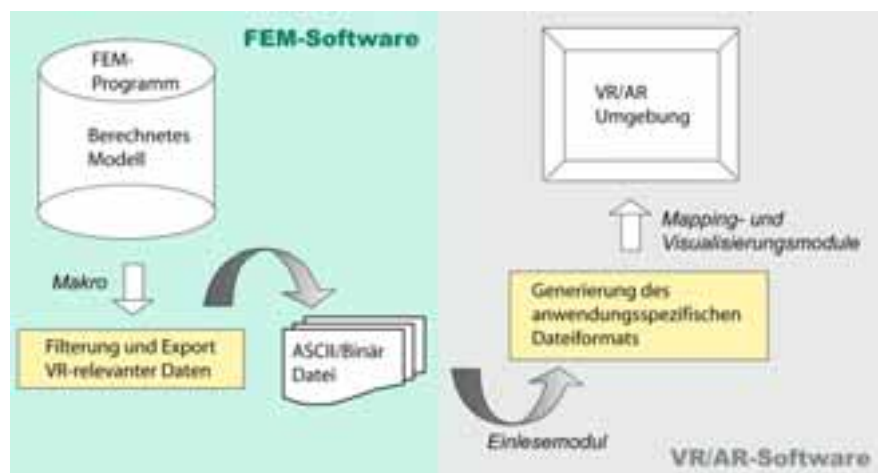 FEM-Software
FEM-
Programm
Berechnetes
Modell
Makro
Filterung und Export
VR-relevanter Daten
ASCII/Binär
Datei
Einlesemodul
Generierung des
anwendungsspezifischen
Dateiformats
Mapping- und
Visualisierungsmodule
VR/AR
Umgebung
VR/AR-Software